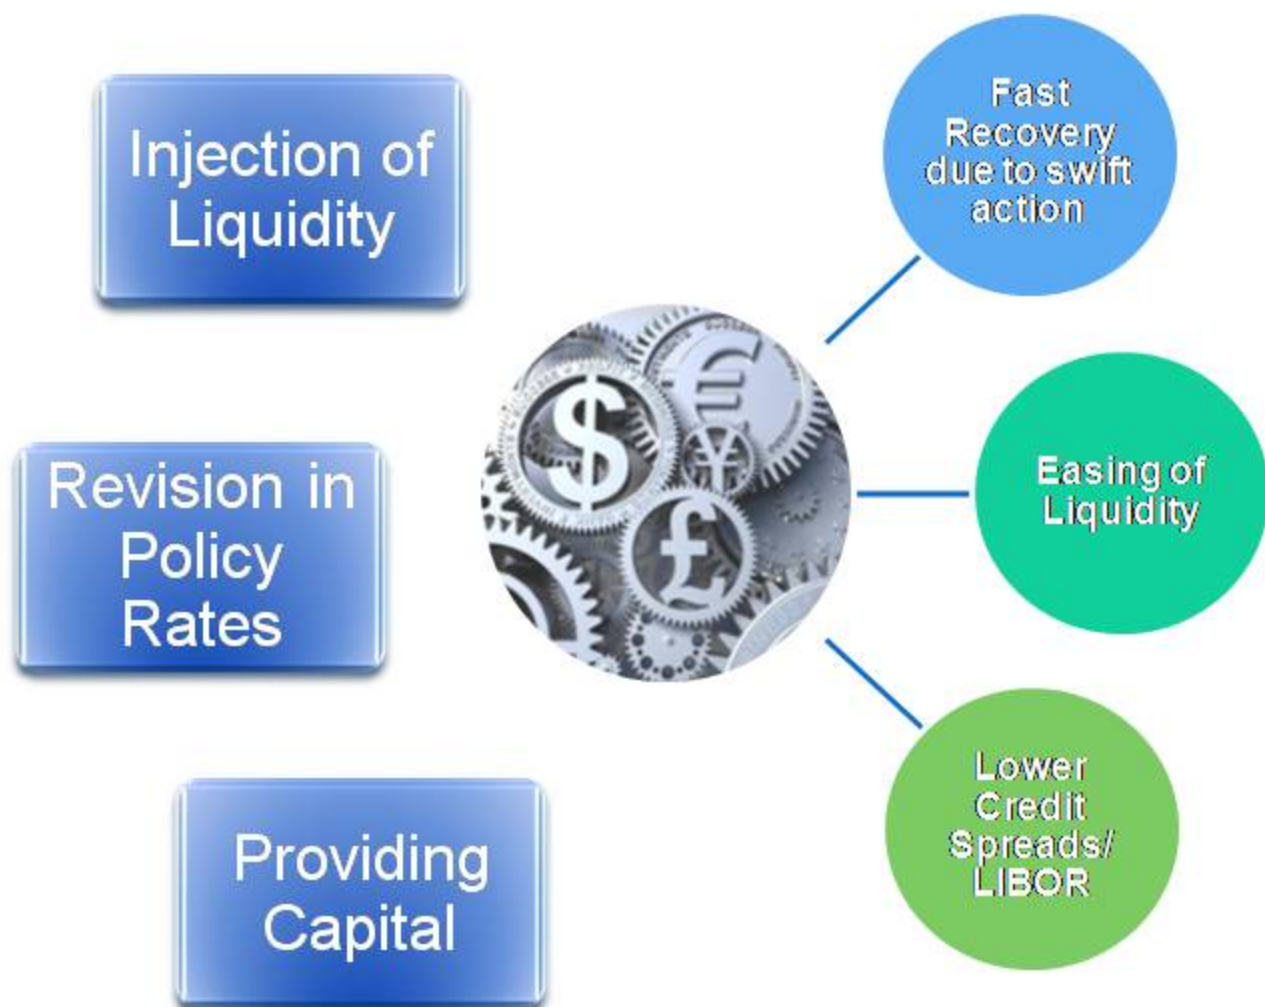 Injection of
Liquidity
Revision in
Policy
Rates
Providing
Capital
$
€
¥
£
Fast
Recovery
due to swift
action
Easing of
Liquidity
Lower
Credit
Spreads/
LIBOR